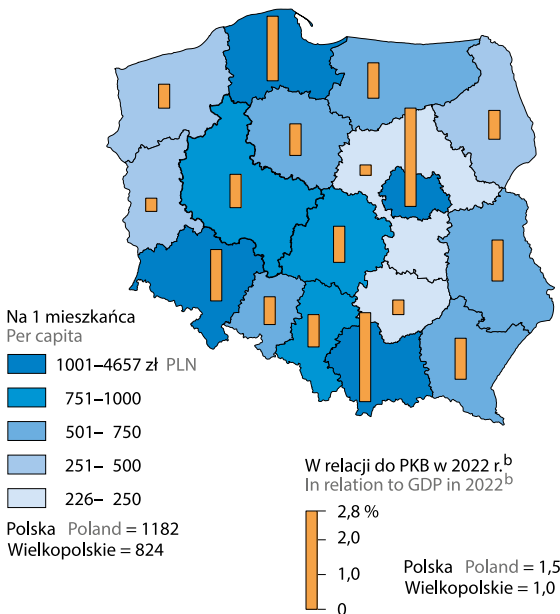 Na 1 mieszkańca
Per capita
1001–4657 zł PLN
751–1000
501– 750
251– 500
226– 250
Polska Poland = 1182
Wielkopolskie = 824
W relacji do PKB w 2022 r.b
In relation to GDP in 2022b
2,8 %
2,0
1,0
0
Polska Poland = 1,5
Wielkopolskie = 1,0